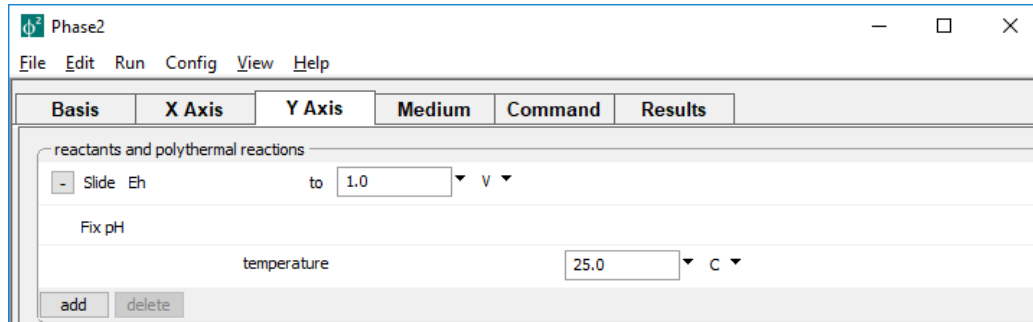 ϕ² Phase2
File Edit Run Config View Help
Basis X Axis Y Axis Medium Command Results
reactants and polythermal reactions
- Slide Eh to 1.0 V
Fix pH
temperature 25.0 C
add delete